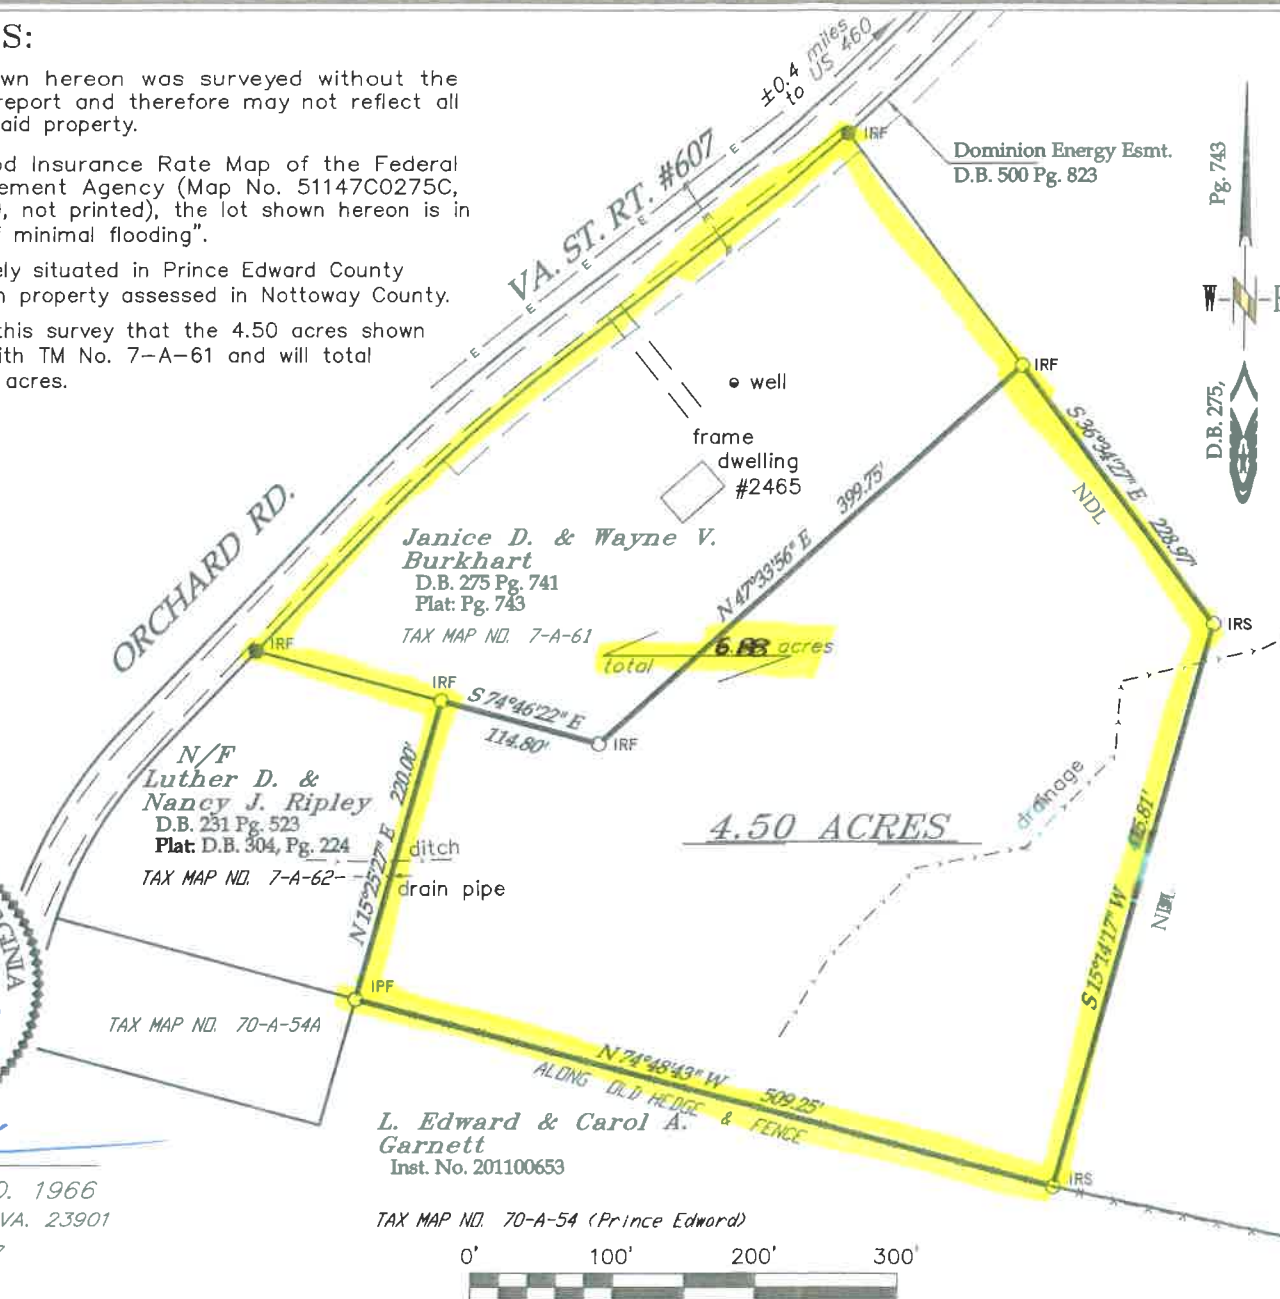 S:
wn hereon was surveyed without the
report and therefore may not reflect all
aid property.
od Insurance Rate Map of the Federal
ement Agency (Map No. 51147C0275C,
, not printed), the lot shown hereon is in
minimal flooding".
ely situated in Prince Edward County
n property assessed in Nottoway County.
this survey that the 4.50 acres shown
ith TM No. 7-A-61 and will total
acres.
±0.4 miles
to US 460
VA. ST. RT. #607
E
E
E
E
E
E
E
IRF
Dominion Energy Esmt.
D.B. 500 Pg. 823
Pg. 743
W
D.B. 275,
IRF
well
frame
dwelling
#2465
S 36°34'27" E
228.97'
NDL
399.75'
N 47°33'56" E
ORCHARD RD.
Janice D. & Wayne V.
Burkhart
D.B. 275 Pg. 741
Plat: Pg. 743
TAX MAP NO. 7-A-61
total
acres
IRS
IRF
IRF
S 74°46'22" E
114.80'
IRF
N/F
Luther D. &
Nancy J. Ripley
D.B. 231 Pg. 523
Plat: D.B. 304, Pg. 224
TAX MAP NO. 7-A-62
220.00'
N 15°25'27" E
ditch
drain pipe
4.50 ACRES
drainage
S 15°14'17" W
GINIA
IPF
TAX MAP NO. 70-A-54A
N 74°48'43" W
509.25'
ALONG OLD HEDGE & FENCE
L. Edward & Carol A.
Garnett
Inst. No. 201100653
IRS
O. 1966
VA. 23901
TAX MAP NO. 70-A-54 (Prince Edward)
0' 100' 200' 300'